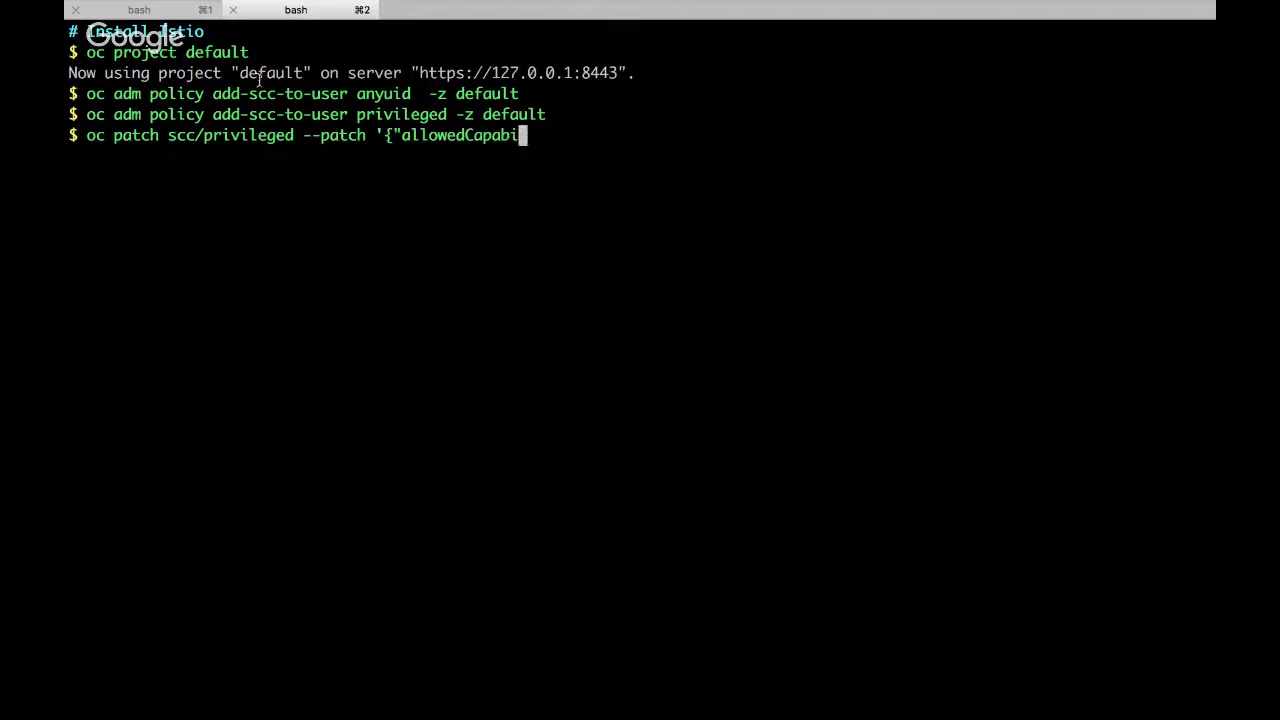 bash ⌘1 bash ⌘2
# Install Istio
Google
$ oc project default
Now using project "default" on server "https://127.0.0.1:8443".
$ oc adm policy add-scc-to-user anyuid  -z default
$ oc adm policy add-scc-to-user privileged -z default
$ oc patch scc/privileged --patch '{"allowedCapabi